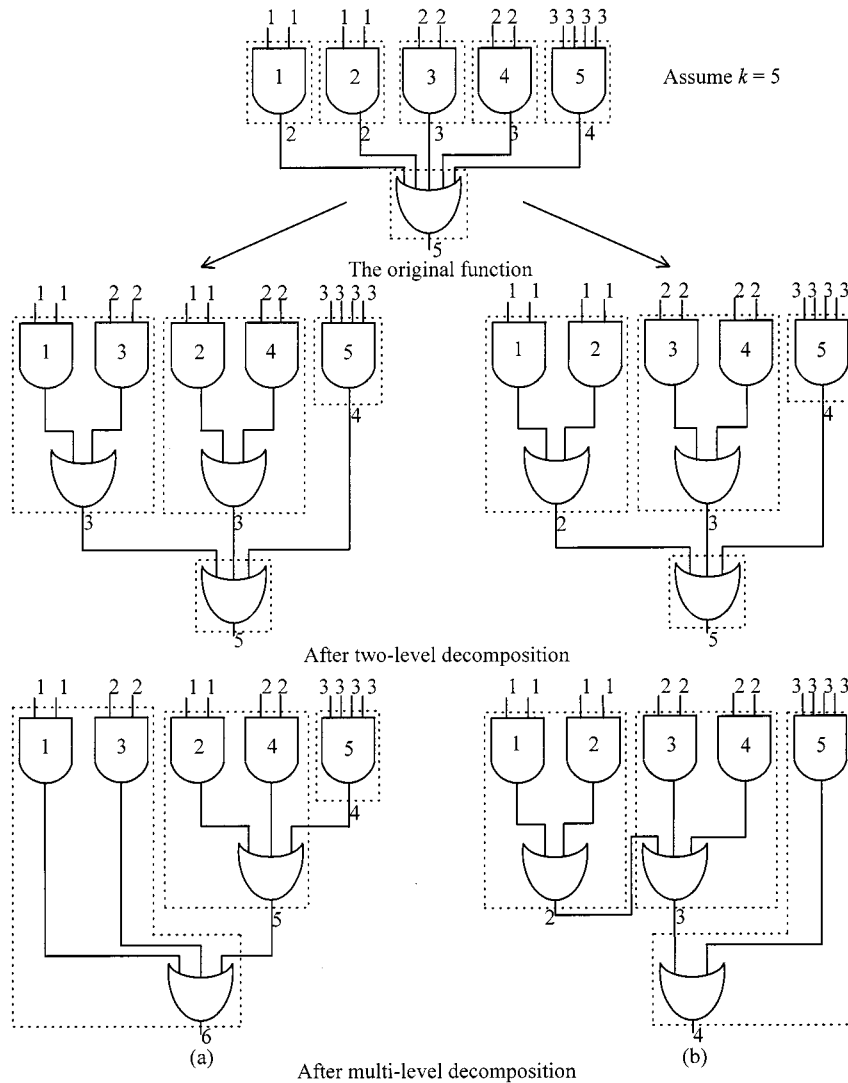 1 1 1 1 2 2 2 2 3 3 3 3
1 2 3 4 5 Assume k = 5
2 2 3 3 4
5
The original function
1 1 2 2 1 1 2 2 3 3 3 3 1 1 1 1 2 2 2 2 3 3 3 3
1 3 2 4 5 1 2 3 4 5
4 4
3 3 2 3
5 5
After two-level decomposition
1 1 2 2 1 1 2 2 3 3 3 3 1 1 1 1 2 2 2 2 3 3 3 3
1 3 2 4 5 1 2 3 4 5
4
5 2 3
6 4
(a) (b)
After multi-level decomposition